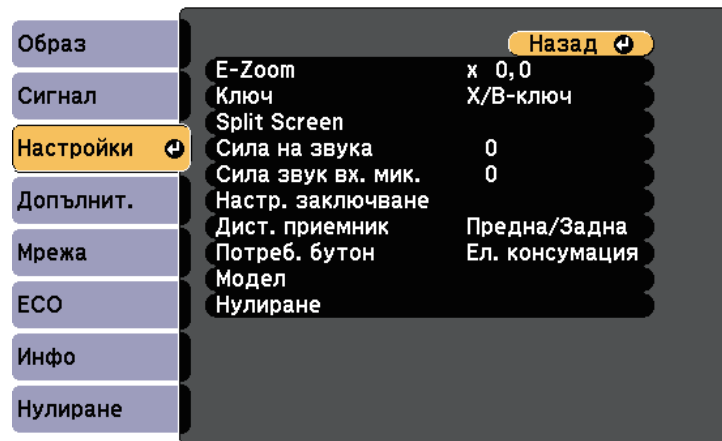 Образ
Сигнал
Настройки
Допълнит.
Мрежа
ECO
Инфо
Нулиране
Назад
E-Zoom x 0,0
Ключ Х/В-ключ
Split Screen
Сила на звука 0
Сила звук вх. мик. 0
Настр. заключване
Дист. приемник Предна/Задна
Потреб. бутон Ел. консумация
Модел
Нулиране